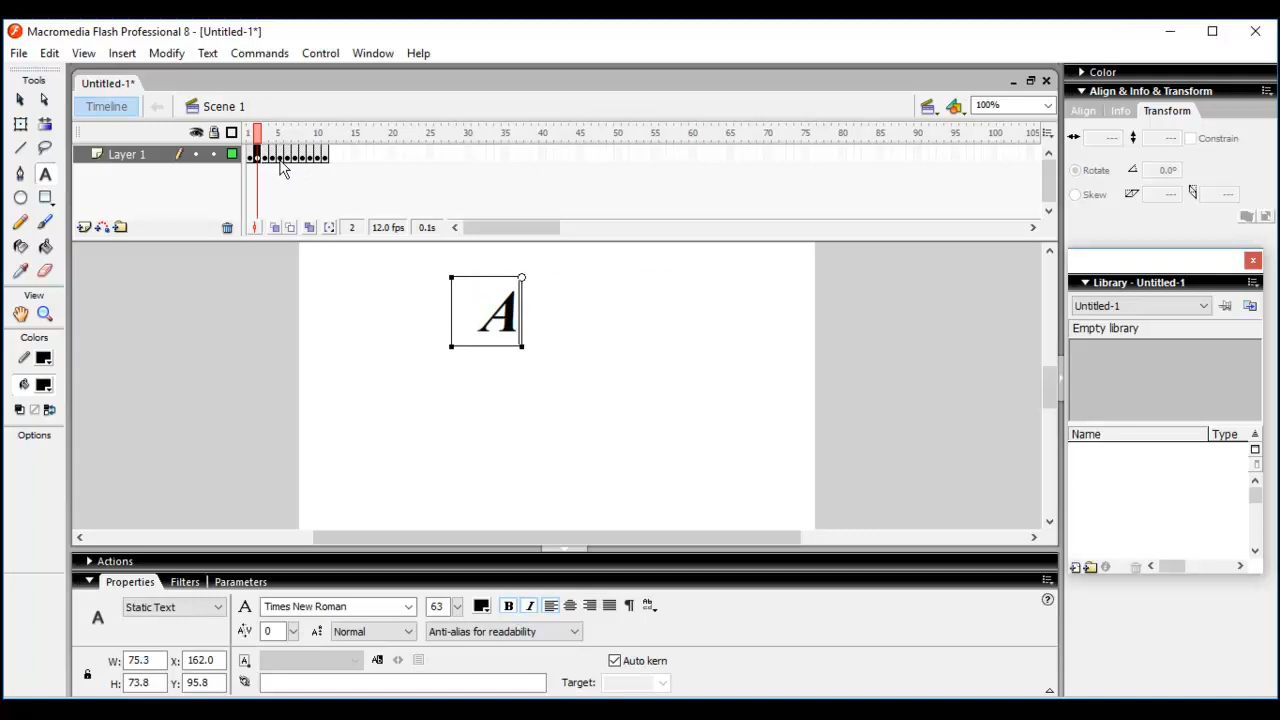 Macromedia Flash Professional 8 - [Untitled-1*]
File Edit View Insert Modify Text Commands Control Window Help
Tools
Untitled-1*
Timeline Scene 1 100%
1 5 10 15 20 25 30 35 40 45 50 55 60 65 70 75 80 85 90 95 100 105
Layer 1
2 12.0 fps 0.1s
View
Colors
Options
A
Color
Align & Info & Transform
Align Info Transform
--- --- Constrain
Rotate 0.0°
Skew --- ---
Library - Untitled-1
Untitled-1
Empty library
Name Type
Actions
Properties Filters Parameters
A Static Text A Times New Roman 63 B I
A|V 0 Normal Anti-alias for readability
W: 75.3 X: 162.0 Auto kern
H: 73.8 Y: 95.8 Target: